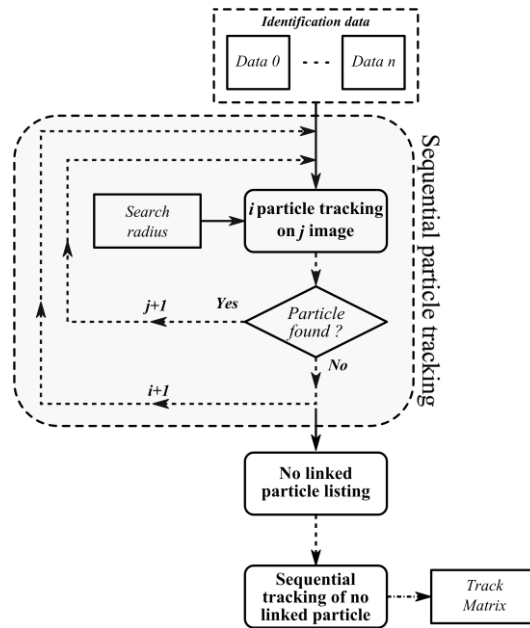 Identification data
Data 0 ... Data n
Sequential particle tracking
i particle tracking
on j image
Search
radius
j+1
Yes
Particle
found ?
No
i+1
No linked
particle listing
Sequential
tracking of no
linked particle
Track
Matrix